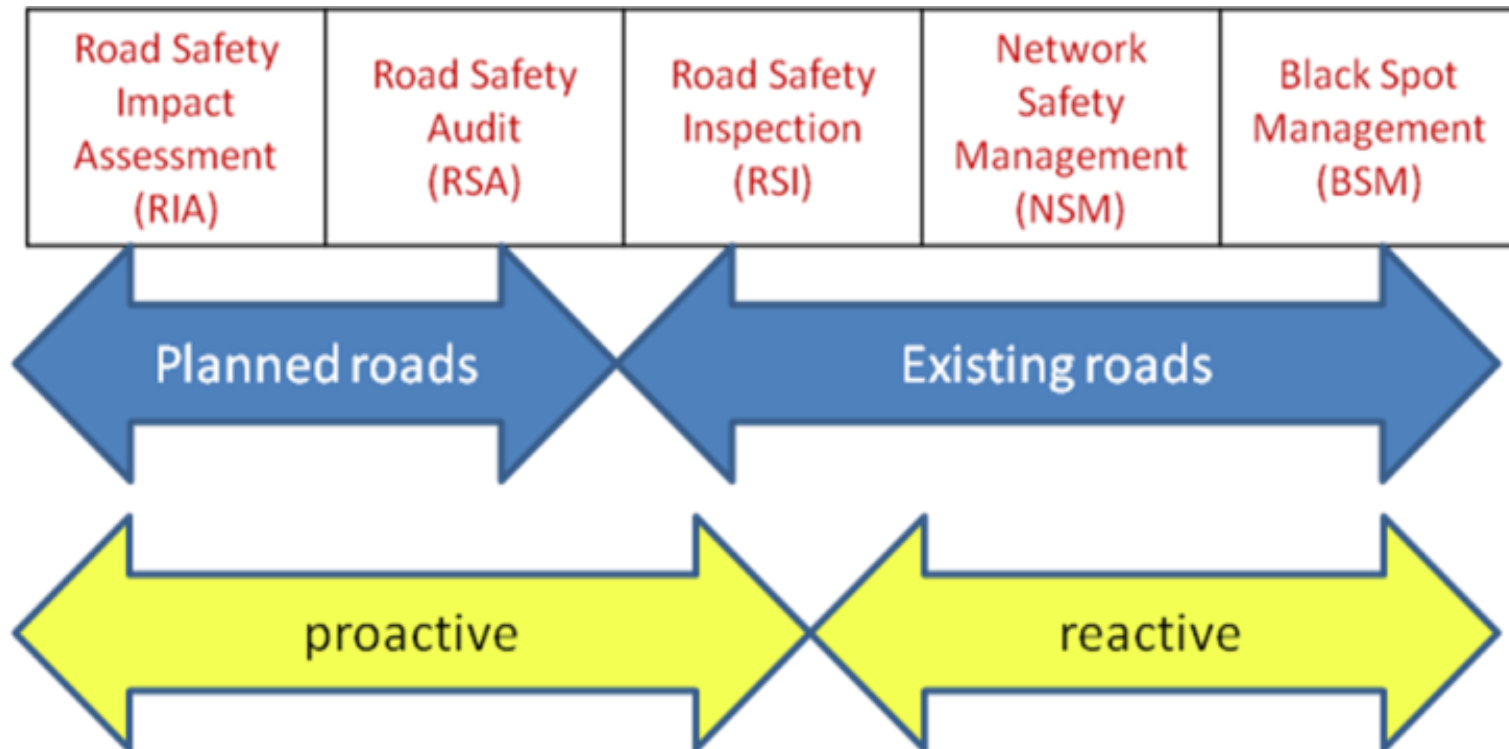 Road Safety
Impact
Assessment
(RIA)
Road Safety
Audit
(RSA)
Road Safety
Inspection
(RSI)
Network
Safety
Management
(NSM)
Black Spot
Management
(BSM)
Planned roads
Existing roads
proactive
reactive